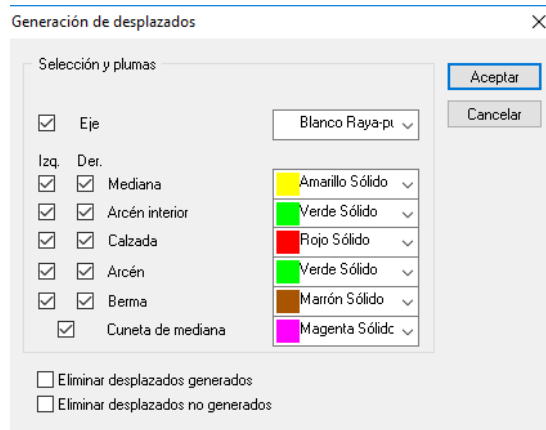 Generación de desplazados
Selección y plumas
Aceptar
Cancelar
Eje Blanco Raya-pu
Izq. Der.
Mediana Amarillo Sólido
Arcén interior Verde Sólido
Calzada Rojo Sólido
Arcén Verde Sólido
Berma Marrón Sólido
Cuneta de mediana Magenta Sólido
Eliminar desplazados generados
Eliminar desplazados no generados